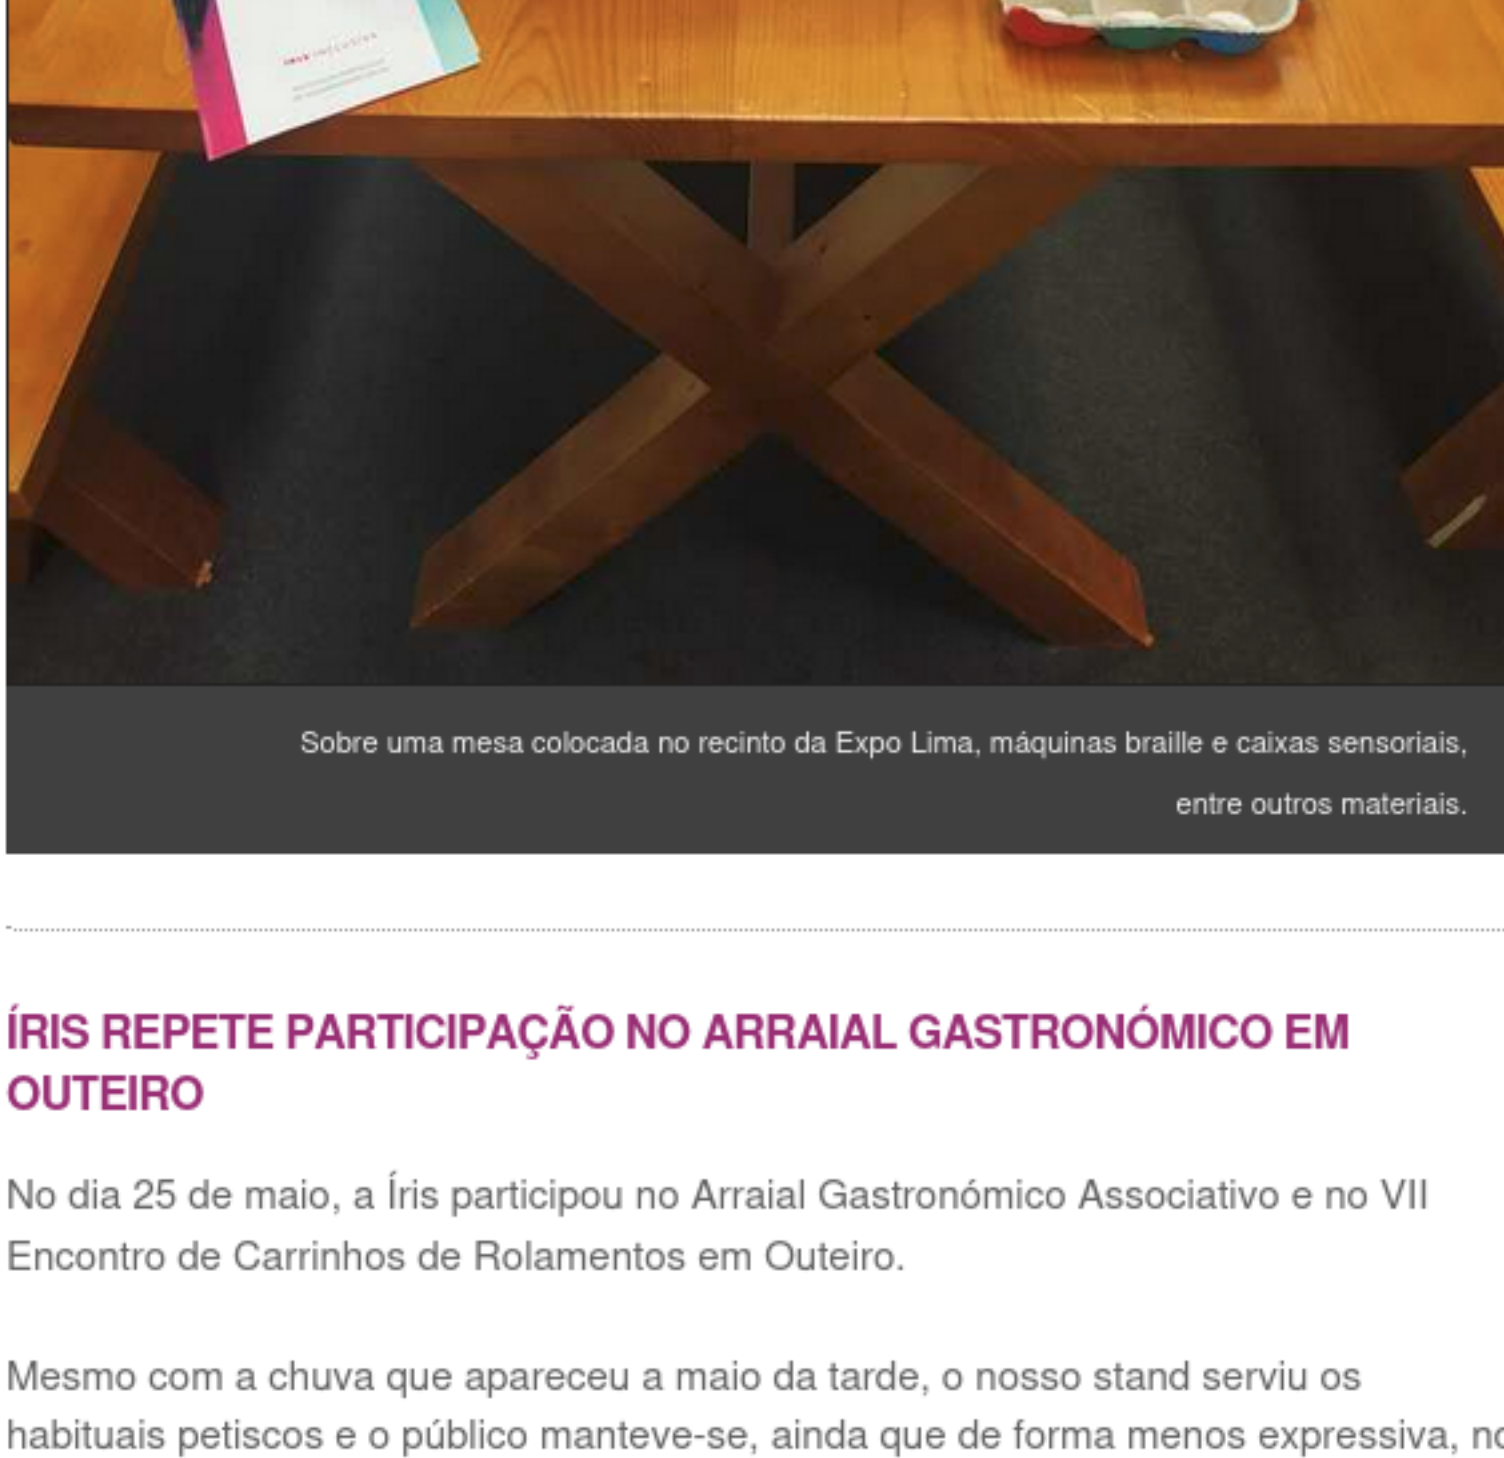 ÍRIS INCLUSIVA
Sobre uma mesa colocada no recinto da Expo Lima, máquinas braille e caixas sensoriais,
entre outros materiais.
ÍRIS REPETE PARTICIPAÇÃO NO ARRAIAL GASTRONÓMICO EM
OUTEIRO
No dia 25 de maio, a Íris participou no Arraial Gastronómico Associativo e no VII
Encontro de Carrinhos de Rolamentos em Outeiro.
Mesmo com a chuva que apareceu a maio da tarde, o nosso stand serviu os
habituais petiscos e o público manteve-se, ainda que de forma menos expressiva,